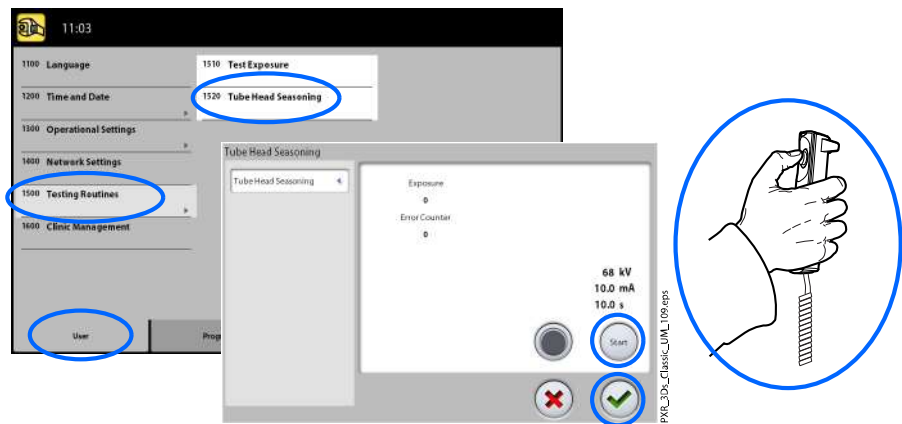 11:03
1100 Language
1200 Time and Date
1300 Operational Settings
1400 Network Settings
1500 Testing Routines
1600 Clinic Management
1510 Test Exposure
1520 Tube Head Seasoning
User
Prog
Tube Head Seasoning
Tube Head Seasoning
Exposure
0
Error Counter
0
68 kV
10.0 mA
10.0 s
Start
PXR_3Ds_Classic_UM_109.eps